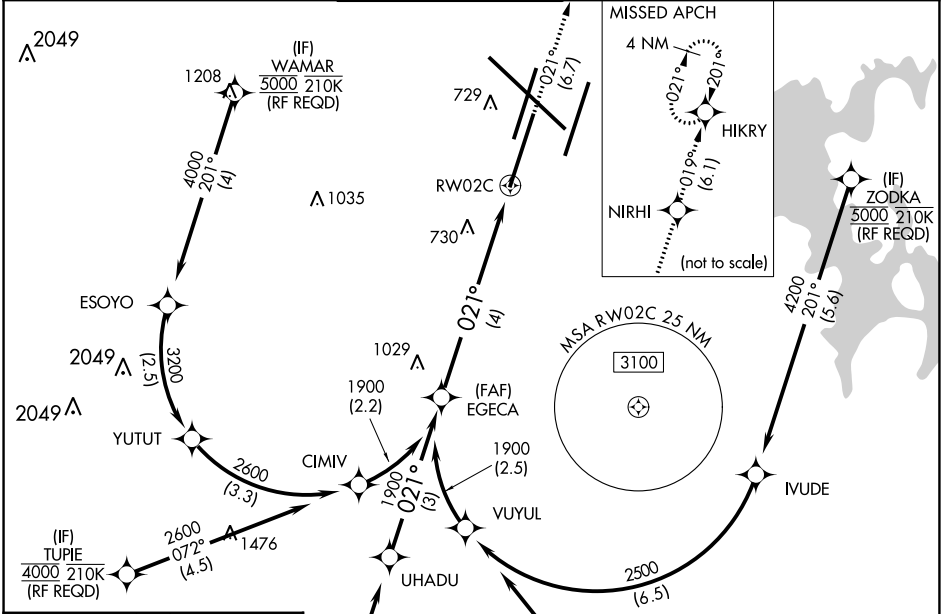 2049
(IF)
WAMAR
5000 210K
(RF REQD)
1208
4000
201°
(4)
1035
ESOYO
3200
(2.5)
2049
2049
YUTUT
2600
(3.3)
CIMIV
(IF)
TUPIE
4000 210K
(RF REQD)
2600
072°
(4.5)
1476
729
021°
(6.7)
RW02C
730
021°
(4)
1029
1900
(2.2)
(FAF)
EGECA
1900
021°
(3)
1900
(2.5)
VUYUL
UHADU
MISSED APCH
4 NM
021°
201°
HIKRY
019°
(6.1)
NIRHI
(not to scale)
MSA RW02C 25 NM
3100
(IF)
ZODKA
5000 210K
(RF REQD)
4200
201°
(5.6)
IVUDE
2500
(6.5)